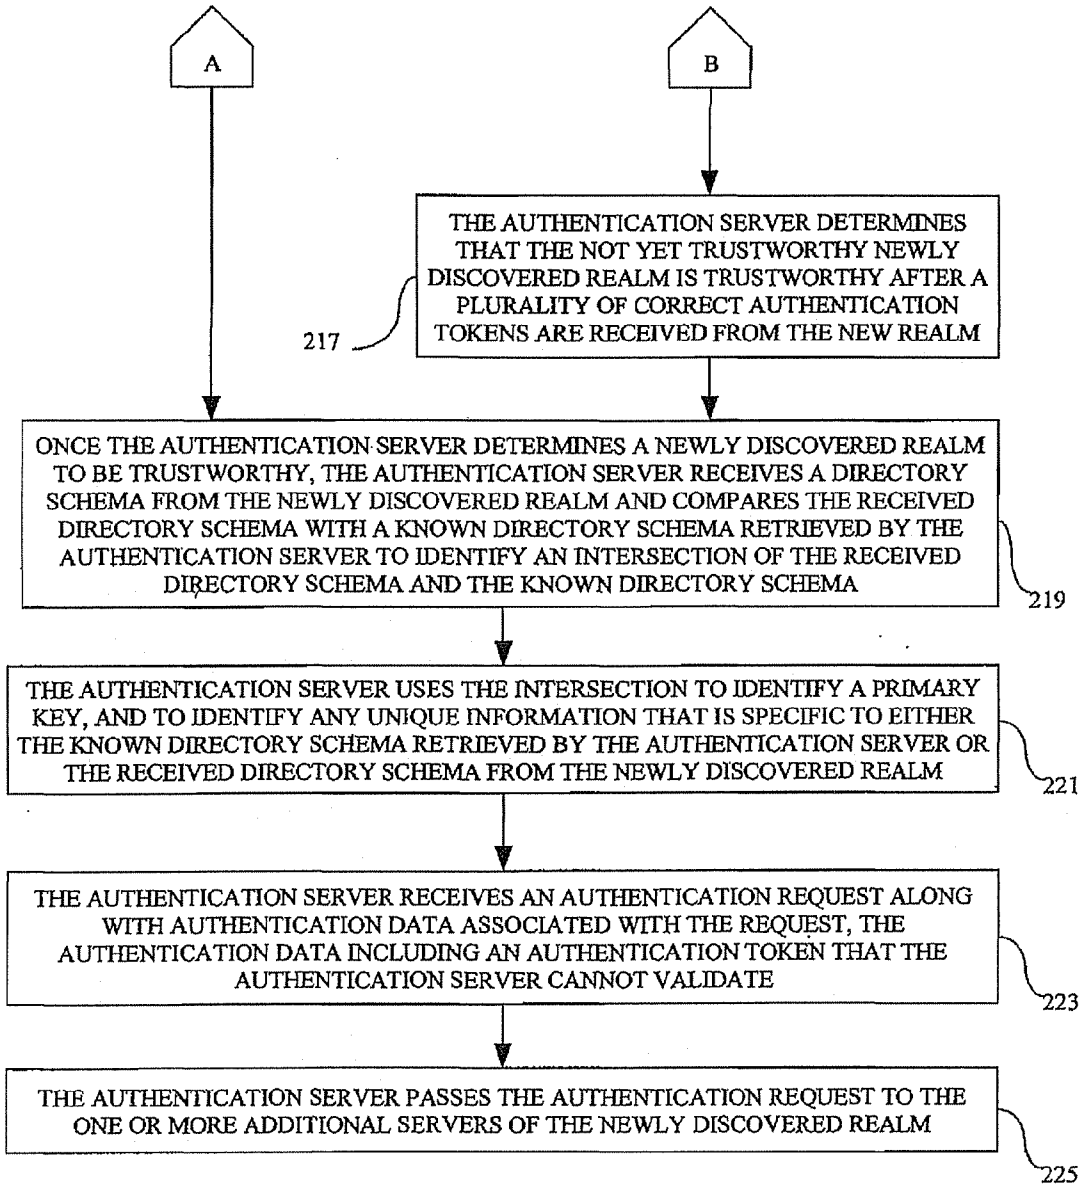 A
B
THE AUTHENTICATION SERVER DETERMINES
THAT THE NOT YET TRUSTWORTHY NEWLY
DISCOVERED REALM IS TRUSTWORTHY AFTER A
PLURALITY OF CORRECT AUTHENTICATION
TOKENS ARE RECEIVED FROM THE NEW REALM
217
ONCE THE AUTHENTICATION SERVER DETERMINES A NEWLY DISCOVERED REALM
TO BE TRUSTWORTHY, THE AUTHENTICATION SERVER RECEIVES A DIRECTORY
SCHEMA FROM THE NEWLY DISCOVERED REALM AND COMPARES THE RECEIVED
DIRECTORY SCHEMA WITH A KNOWN DIRECTORY SCHEMA RETRIEVED BY THE
AUTHENTICATION SERVER TO IDENTIFY AN INTERSECTION OF THE RECEIVED
DIRECTORY SCHEMA AND THE KNOWN DIRECTORY SCHEMA
219
THE AUTHENTICATION SERVER USES THE INTERSECTION TO IDENTIFY A PRIMARY
KEY, AND TO IDENTIFY ANY UNIQUE INFORMATION THAT IS SPECIFIC TO EITHER
THE KNOWN DIRECTORY SCHEMA RETRIEVED BY THE AUTHENTICATION SERVER OR
THE RECEIVED DIRECTORY SCHEMA FROM THE NEWLY DISCOVERED REALM
221
THE AUTHENTICATION SERVER RECEIVES AN AUTHENTICATION REQUEST ALONG
WITH AUTHENTICATION DATA ASSOCIATED WITH THE REQUEST, THE
AUTHENTICATION DATA INCLUDING AN AUTHENTICATION TOKEN THAT THE
AUTHENTICATION SERVER CANNOT VALIDATE
223
THE AUTHENTICATION SERVER PASSES THE AUTHENTICATION REQUEST TO THE
ONE OR MORE ADDITIONAL SERVERS OF THE NEWLY DISCOVERED REALM
225